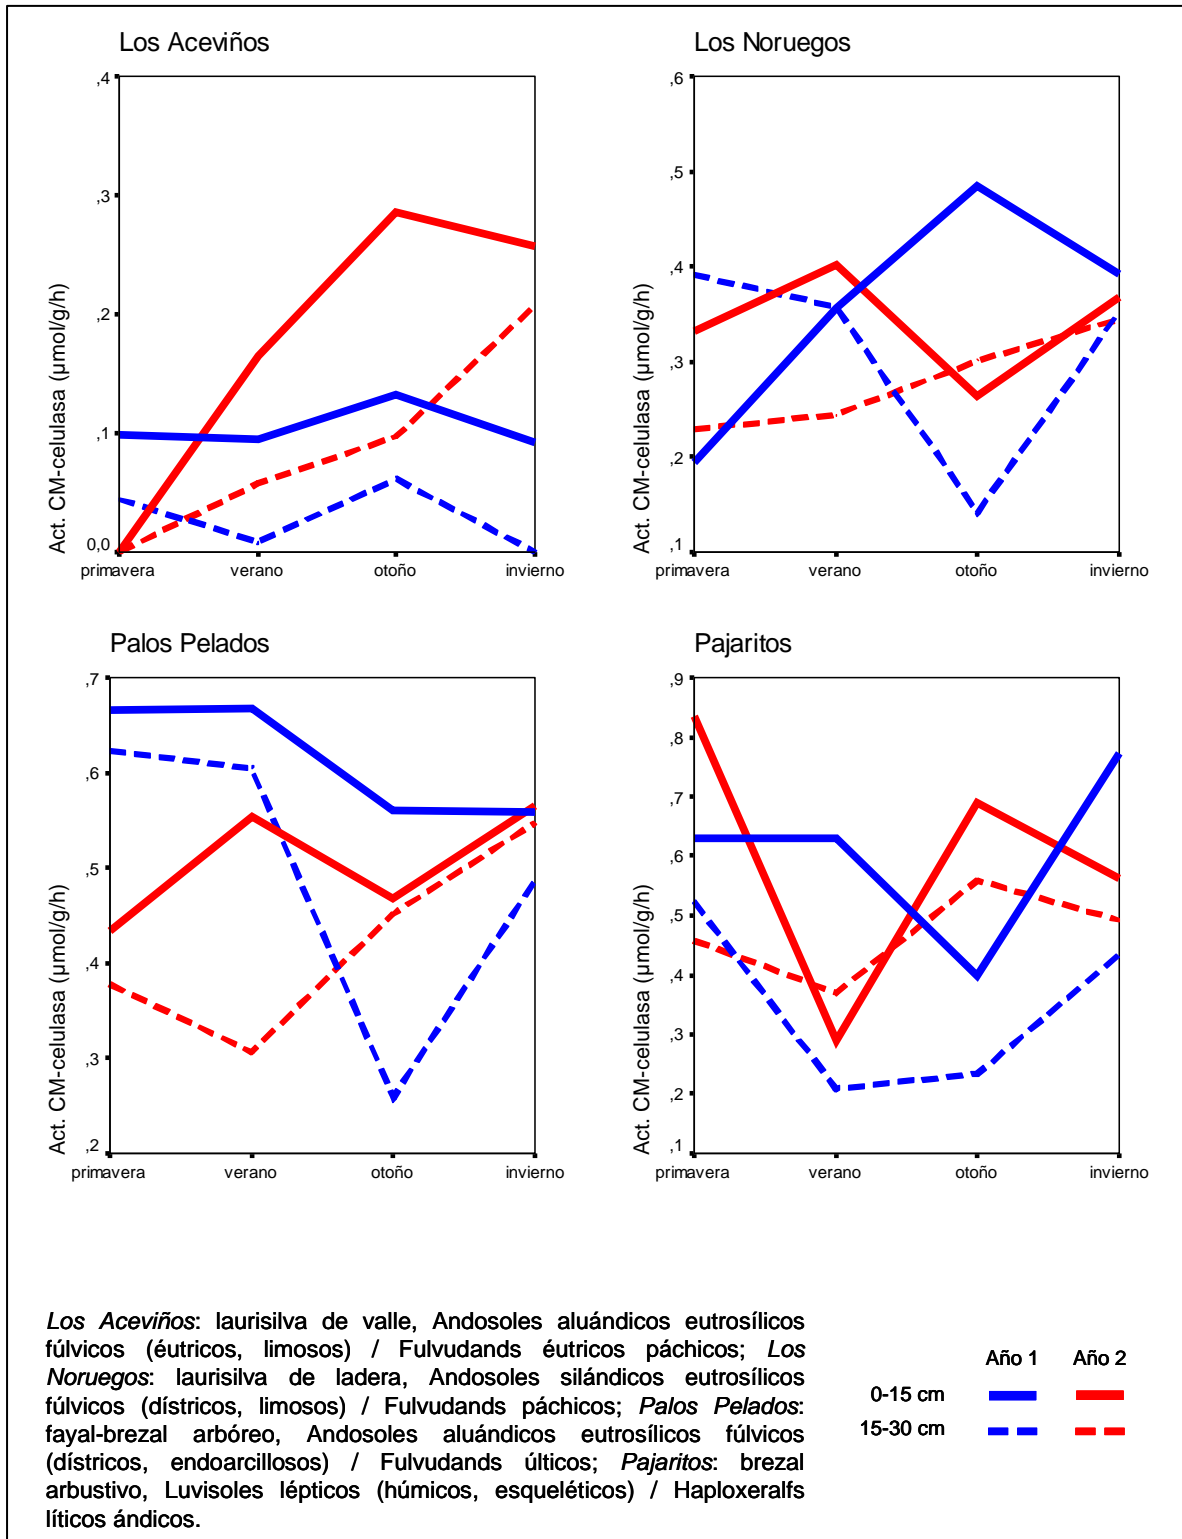 Los Aceviños
Act. CM-celulasa (µmol/g/h)
,4
,3
,2
,1
0,0
primavera verano otoño invierno
Los Noruegos
Act. CM-celulasa (µmol/g/h)
,6
,5
,4
,3
,2
,1
primavera verano otoño invierno
Palos Pelados
Act. CM-celulasa (µmol/g/h)
,7
,6
,5
,4
,3
,2
primavera verano otoño invierno
Pajaritos
Act. CM-celulasa (µmol/g/h)
,9
,8
,7
,6
,5
,4
,3
,2
,1
primavera verano otoño invierno
Los Aceviños: laurisilva de valle, Andosoles aluándicos eutrosílicos
fúlvicos (éutricos, limosos) / Fulvudands éutricos páchicos; Los
Noruegos: laurisilva de ladera, Andosoles silándicos eutrosílicos
fúlvicos (dístricos, limosos) / Fulvudands páchicos; Palos Pelados:
fayal-brezal arbóreo, Andosoles aluándicos eutrosílicos fúlvicos
(dístricos, endoarcillosos) / Fulvudands últicos; Pajaritos: brezal
arbustivo, Luvisoles lépticos (húmicos, esqueléticos) / Haploxeralfs
líticos ándicos.
Año 1 Año 2
0-15 cm
15-30 cm